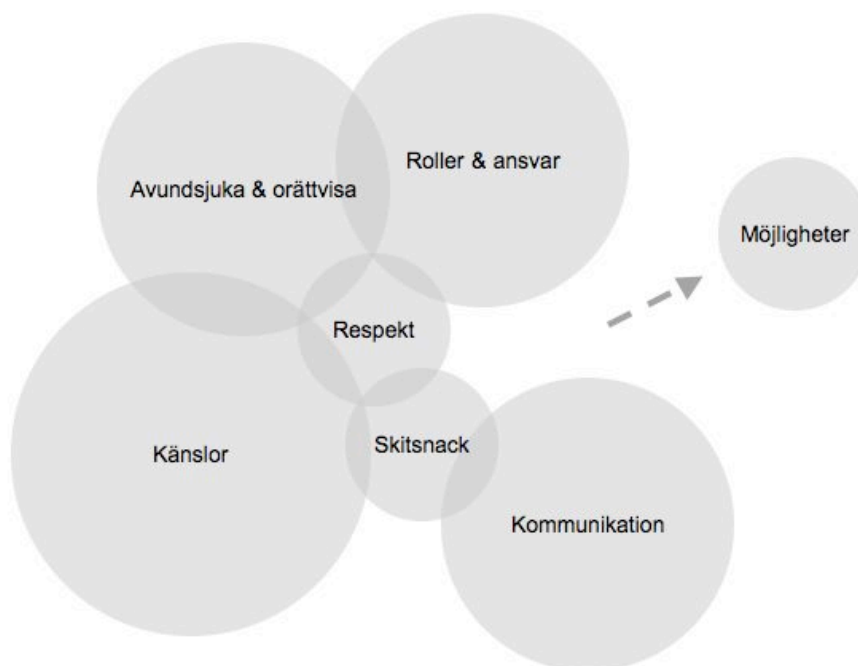 Roller & ansvar
Avundsjuka & orättvisa
Möjligheter
Respekt
Skitsnack
Känslor
Kommunikation